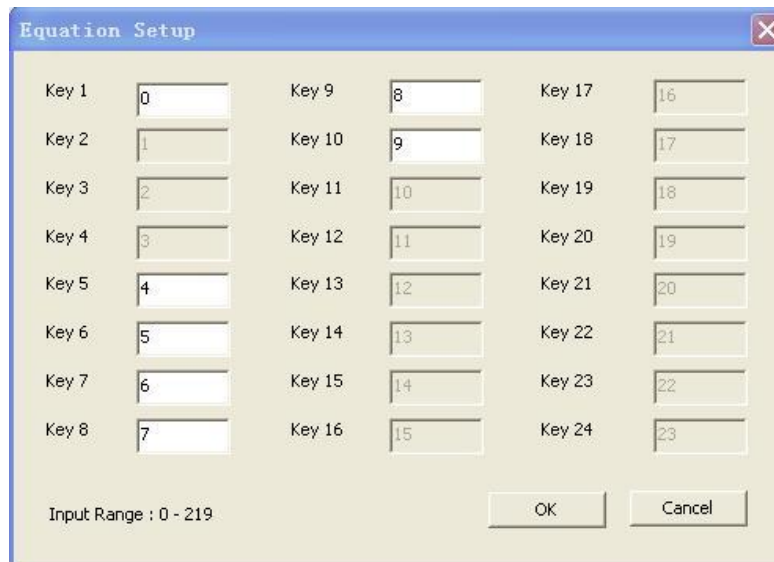 Equation Setup
Key 1 0 Key 9 8 Key 17 16
Key 2 1 Key 10 9 Key 18 17
Key 3 2 Key 11 10 Key 19 18
Key 4 3 Key 12 11 Key 20 19
Key 5 4 Key 13 12 Key 21 20
Key 6 5 Key 14 13 Key 22 21
Key 7 6 Key 15 14 Key 23 22
Key 8 7 Key 16 15 Key 24 23
Input Range : 0 - 219 OK Cancel